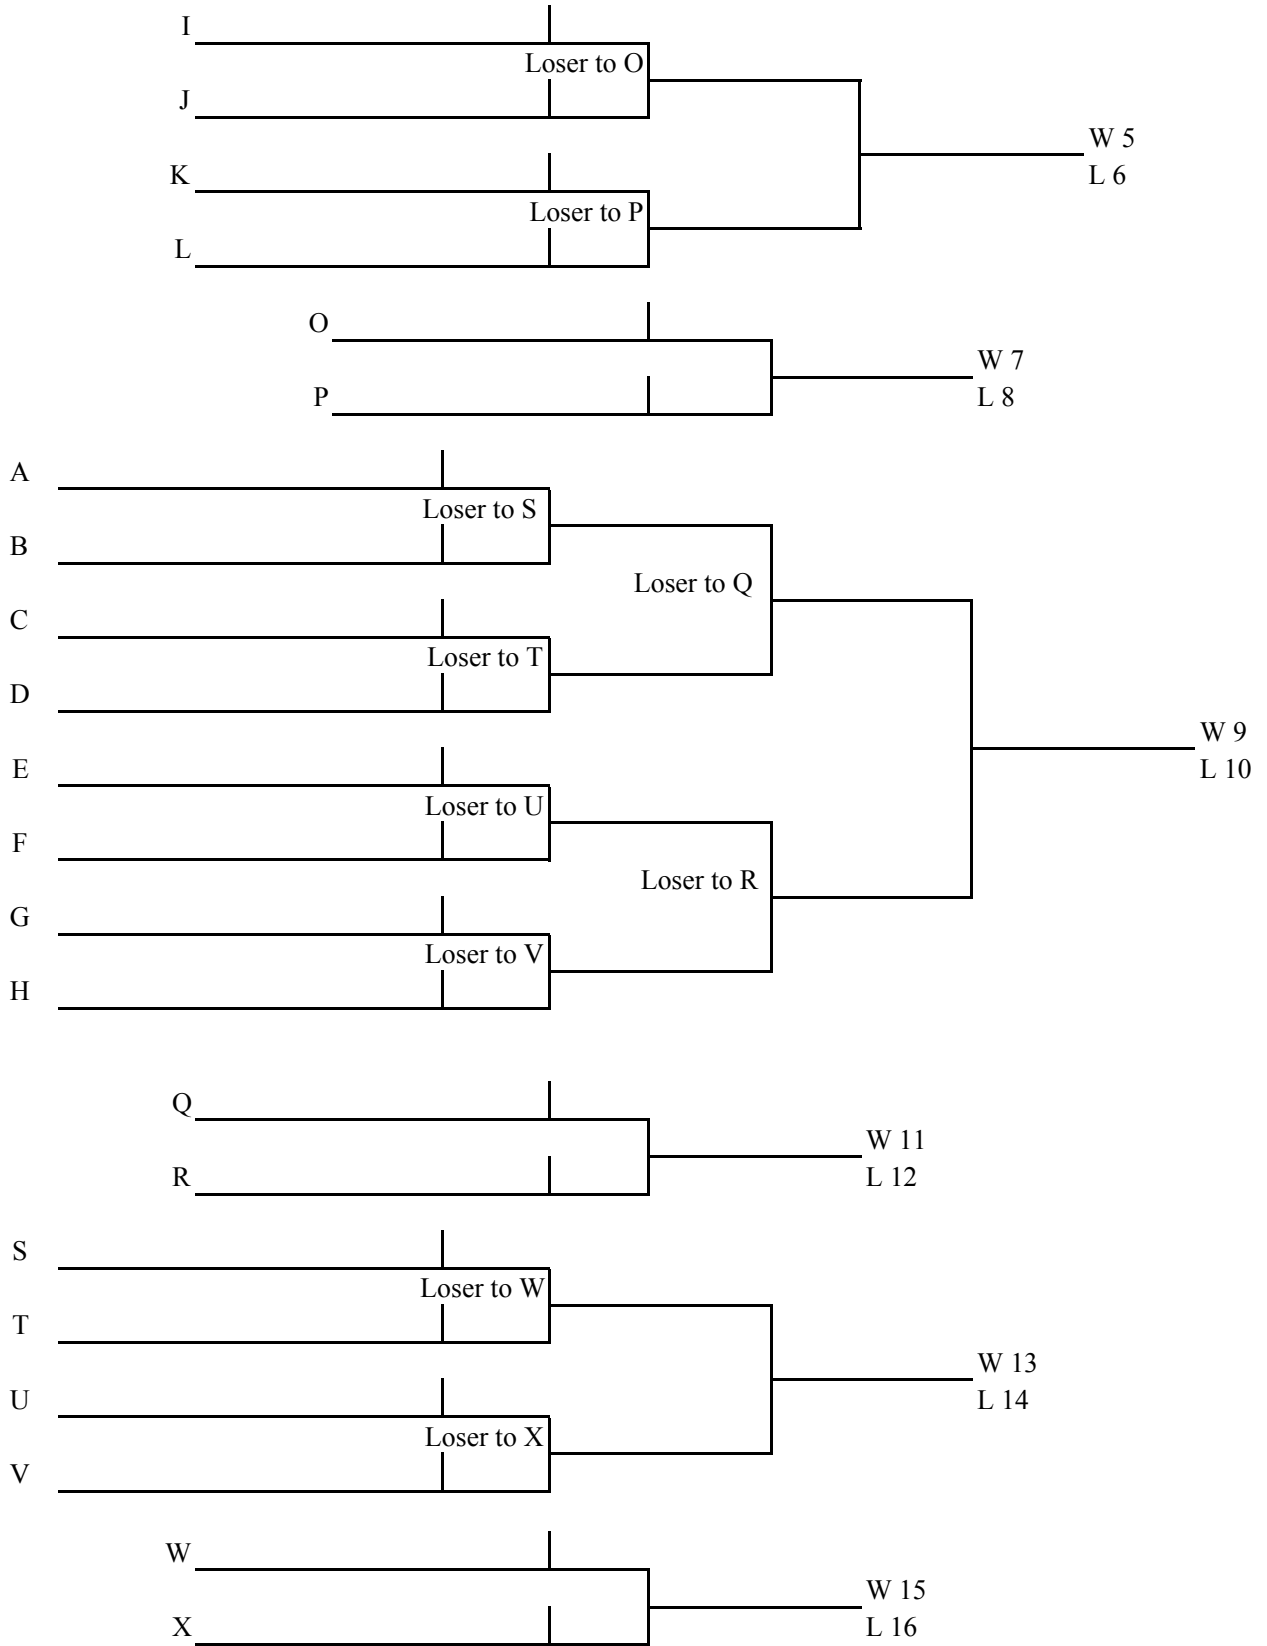 I
Loser to O
J
W 5
K
L 6
Loser to P
L
O
W 7
P
L 8
A
Loser to S
B
Loser to Q
C
Loser to T
D
W 9
E
L 10
Loser to U
F
Loser to R
G
Loser to V
H
Q
W 11
R
L 12
S
Loser to W
T
W 13
U
L 14
Loser to X
V
W
W 15
X
L 16